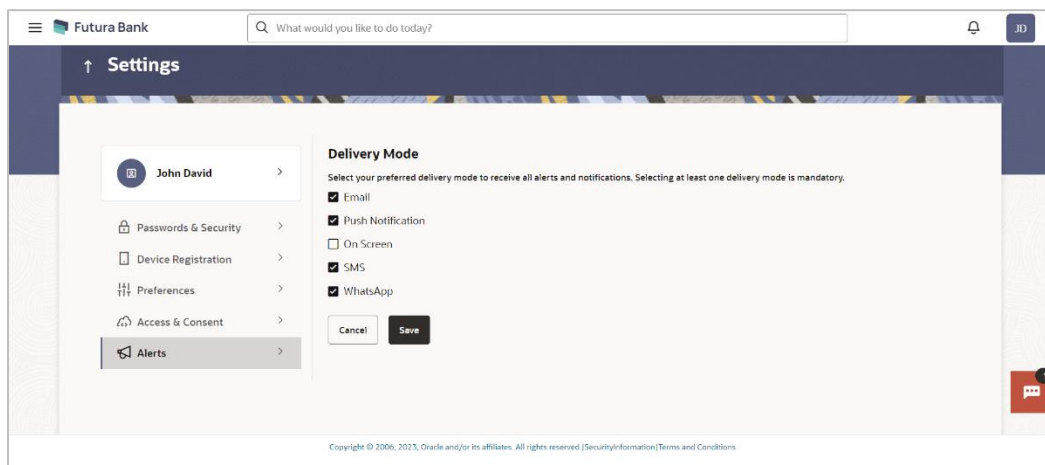 Futura Bank
What would you like to do today?
JD
↑ Settings
John David
Passwords & Security
Device Registration
Preferences
Access & Consent
Alerts
Delivery Mode
Select your preferred delivery mode to receive all alerts and notifications. Selecting at least one delivery mode is mandatory.
Email
Push Notification
On Screen
SMS
WhatsApp
Cancel Save
Copyright © 2006, 2023, Oracle and/or its affiliates. All rights reserved.|SecurityInformation|Terms and Conditions